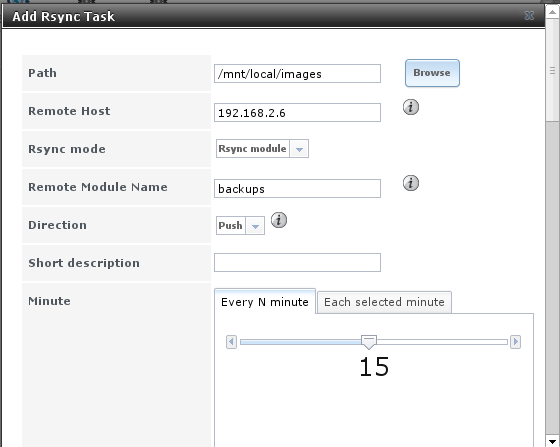 Add Rsync Task
Path /mnt/local/images Browse
Remote Host 192.168.2.6 i
Rsync mode Rsync module
Remote Module Name backups i
Direction Push i
Short description
Minute Every N minute Each selected minute
15